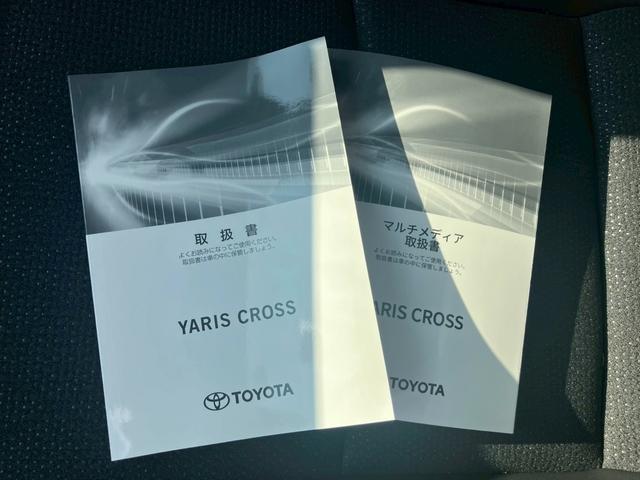 取扱書
よくお読みになってご使用ください。
取扱書は車の中に保管しましょう。
YARIS CROSS
TOYOTA
マルチメディア
取扱書
よくお読みになってご使用ください。
取扱書は車の中に保管しましょう。
ARIS CROSS
TOYOTA